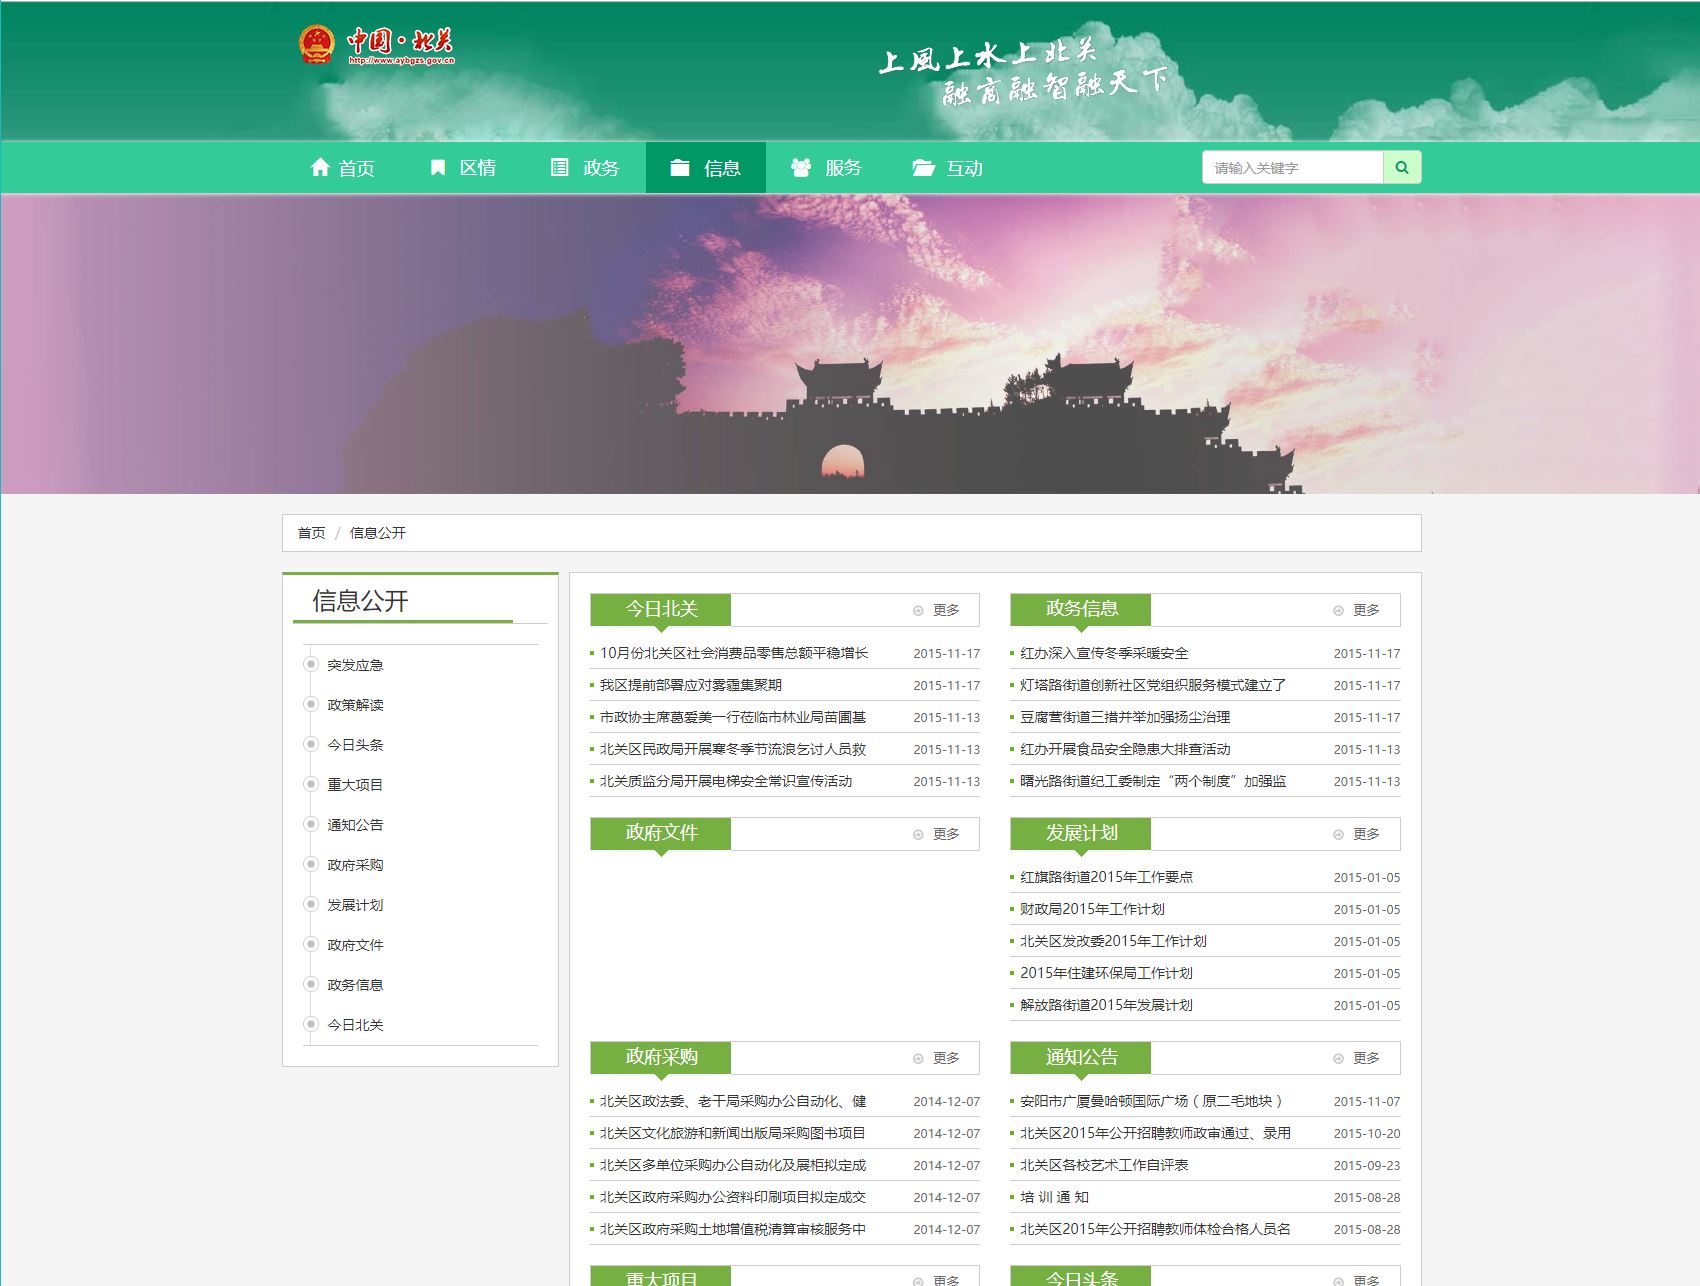 中国·北关
http://www.aybgzs.gov.cn
上風上水上北关
融商融智融天下
首页 区情 政务 信息 服务 互动 请输入关键字
首页 / 信息公开
信息公开
突发应急
政策解读
今日头条
重大项目
通知公告
政府采购
发展计划
政府文件
政务信息
今日北关
今日北关 更多
10月份北关区社会消费品零售总额平稳增长 2015-11-17
我区提前部署应对雾霾集聚期 2015-11-17
市政协主席葛爱美一行莅临市林业局苗圃基 2015-11-13
北关区民政局开展寒冬季节流浪乞讨人员救 2015-11-13
北关质监分局开展电梯安全常识宣传活动 2015-11-13
政务信息 更多
红办深入宣传冬季采暖安全 2015-11-17
灯塔路街道创新社区党组织服务模式建立了 2015-11-17
豆腐营街道三措并举加强扬尘治理 2015-11-17
红办开展食品安全隐患大排查活动 2015-11-13
曙光路街道纪工委制定“两个制度”加强监 2015-11-13
政府文件 更多
发展计划 更多
红旗路街道2015年工作要点 2015-01-05
财政局2015年工作计划 2015-01-05
北关区发改委2015年工作计划 2015-01-05
2015年住建环保局工作计划 2015-01-05
解放路街道2015年发展计划 2015-01-05
政府采购 更多
北关区政法委、老干局采购办公自动化、健 2014-12-07
北关区文化旅游和新闻出版局采购图书项目 2014-12-07
北关区多单位采购办公自动化及展柜拟定成 2014-12-07
北关区政府采购办公资料印刷项目拟定成交 2014-12-07
北关区政府采购土地增值税清算审核服务中 2014-12-07
通知公告 更多
安阳市广厦曼哈顿国际广场（原二毛地块） 2015-11-07
北关区2015年公开招聘教师政审通过、录用 2015-10-20
北关区各校艺术工作自评表 2015-09-23
培 训 通 知 2015-08-28
北关区2015年公开招聘教师体检合格人员名 2015-08-28
重大项目 更多
今日头条 更多